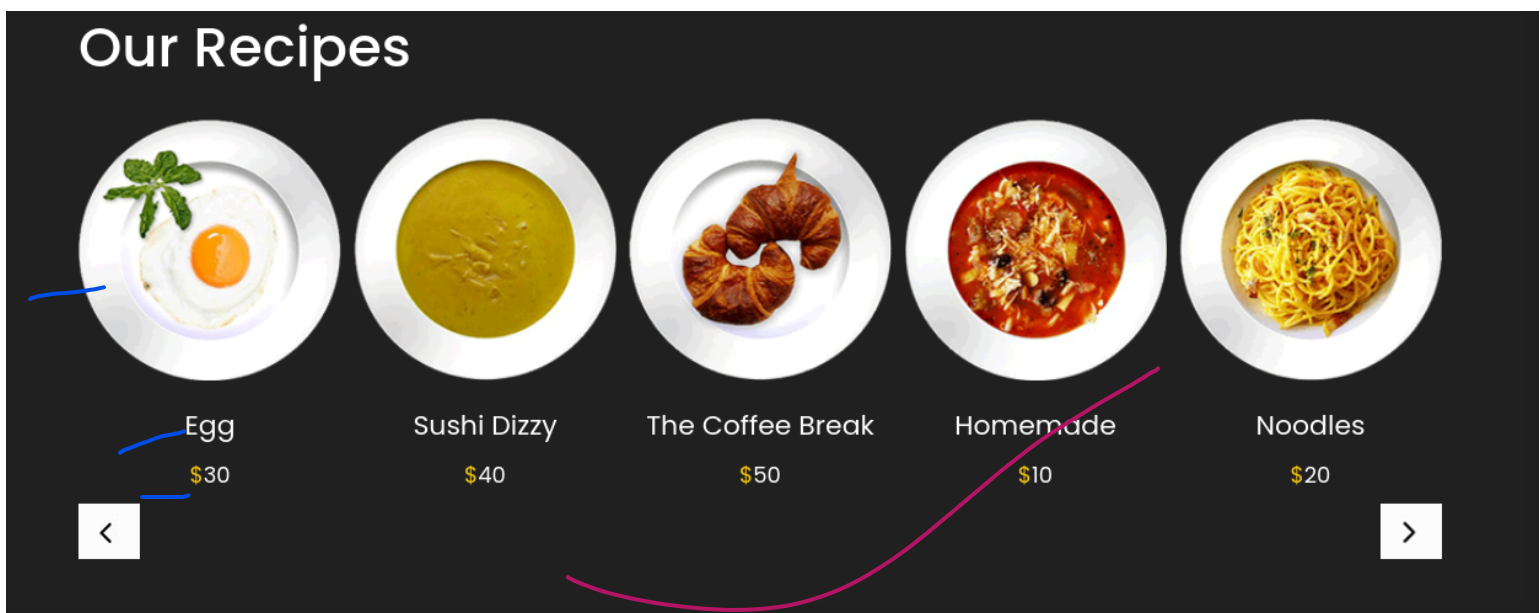 Our Recipes
Egg
Sushi Dizzy
The Coffee Break
Homemade
Noodles
$30
$40
$50
$10
$20